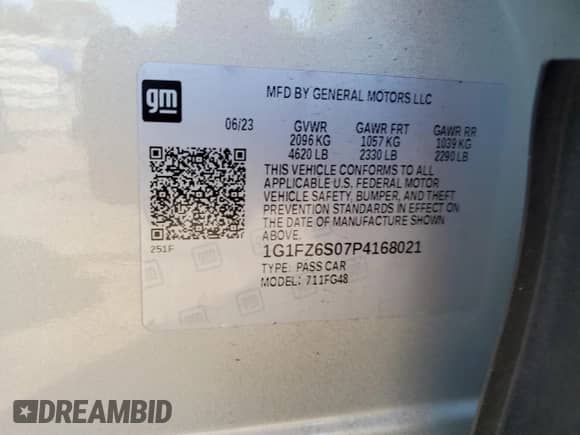 gm
MFD BY GENERAL MOTORS LLC
06/23 GVWR GAWR FRT GAWR RR
2096 KG 1057 KG 1039 KG
4620 LB 2330 LB 2290 LB
THIS VEHICLE CONFORMS TO ALL
APPLICABLE U.S. FEDERAL MOTOR
VEHICLE SAFETY, BUMPER, AND THEFT
PREVENTION STANDARDS IN EFFECT ON
THE DATE OF MANUFACTURE SHOWN
ABOVE.
251F
1G1FZ6S07P4168021
TYPE: PASS CAR
MODEL: 711FG48
DREAMBID